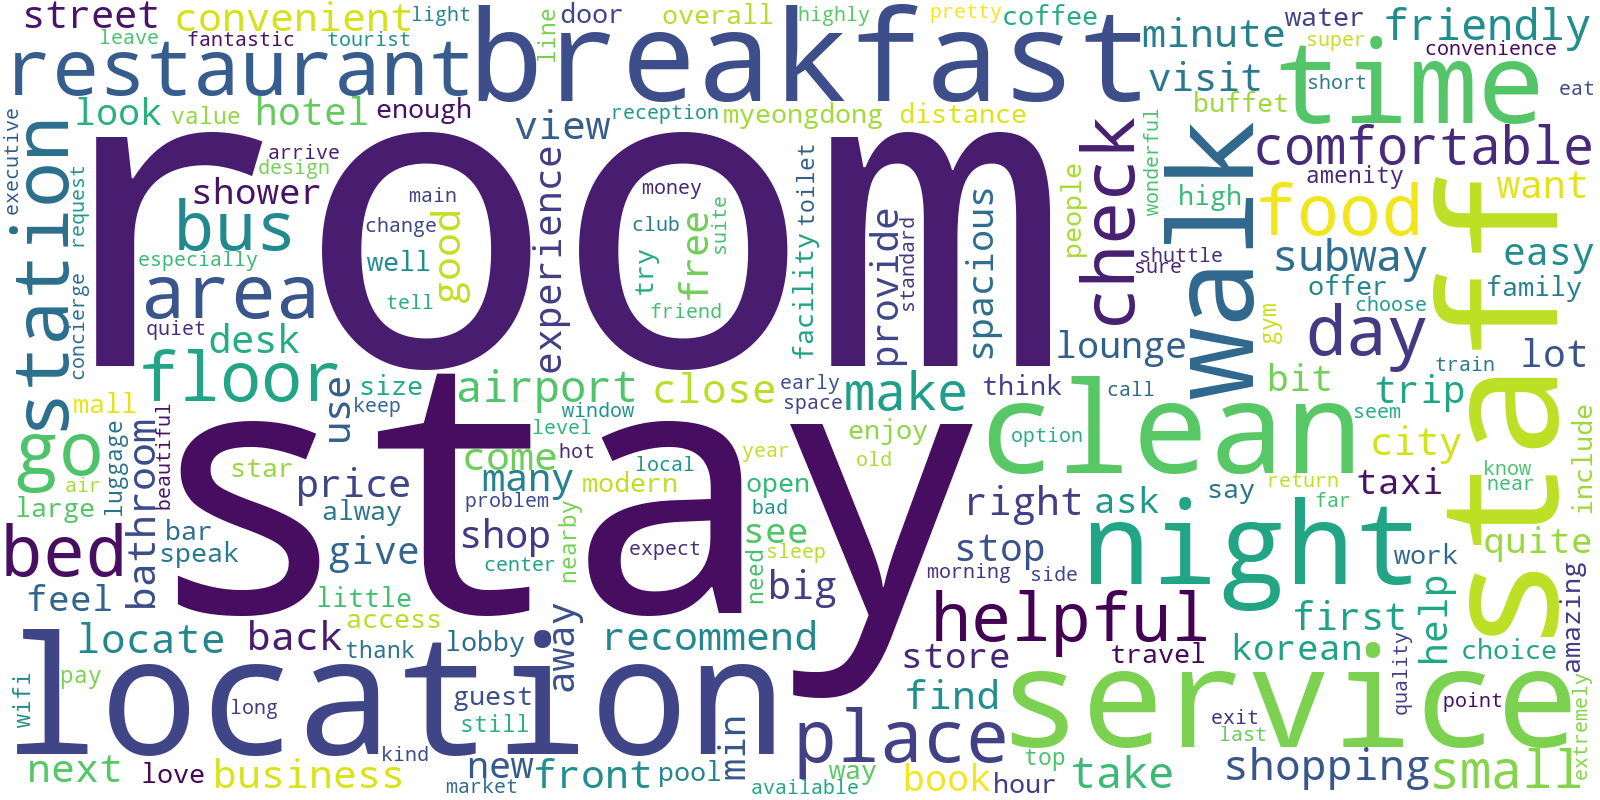 street
convenient
light
door
overall
highly
pretty
coffee
water
friendly
leave
fantastic
tourist
line
minute
super
convenience
restaurant
breakfast
visit
time
short
eat
look
value
hotel
enough
view
reception
myeongdong
distance
buffet
executive
station
request
arrive
design
shower
main
money
toilet
people
check
wonderful
walk
high
comfortable
amenity
want
food
room
bus
change
good
well
club
free
suite
try
experience
facility
provide
standard
spacious
shuttle
sure
subway
easy
especially
area
tell
friend
offer
family
choose
concierge
quiet
desk
lounge
gym
day
lot
staff
floor
use
size
keep
airport
close
early
space
make
think
call
bit
trip
train
mall
window
level
hot
seem
go
air
luggage
bathroom
beautiful
star
price
come
many
modern
local
year
enjoy
old
clean
option
city
know
near
include
return
large
alway
problem
open
bad
right
ask
say
taxi
far
bed
bar
speak
give
shop
center
nearby
expect
see
sleep
need
big
stop
night
work
quite
stay
morning
side
feel
little
access
helpful
first
help
amazing
locate
back
thank
lobby
away
recommend
store
travel
korean
choice
wifi
pay
location
long
guest
still
find
service
quality
point
extremely
exit
last
place
kind
next
love
business
new
market
front
pool
min
available
way
book
hour
top
take
shopping
small